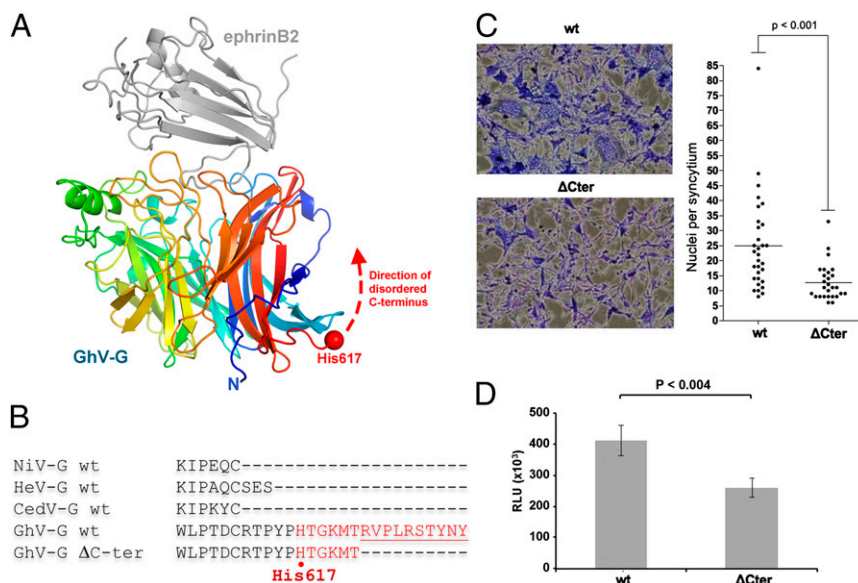 A
ephrinB2
Direction of
disordered
C-terminus
His617
GhV-G
N
B
NiV-G wt KIPEQC-----------------------
HeV-G wt KIPAQCSES--------------------
CedV-G wt KIPKYC-----------------------
GhV-G wt WLPTDCRTPYPHTGKMTRVPLRSTYNY
GhV-G ΔC-ter WLPTDCRTPYPHTGKMT----------
His617
C
wt
ΔCter
p < 0.001
Nuclei per syncytium
85
80
75
70
65
60
55
50
45
40
35
30
25
20
15
10
5
0
wt
ΔCter
D
P < 0.004
RLU (x10³)
500
400
300
200
100
0
wt
ΔCter